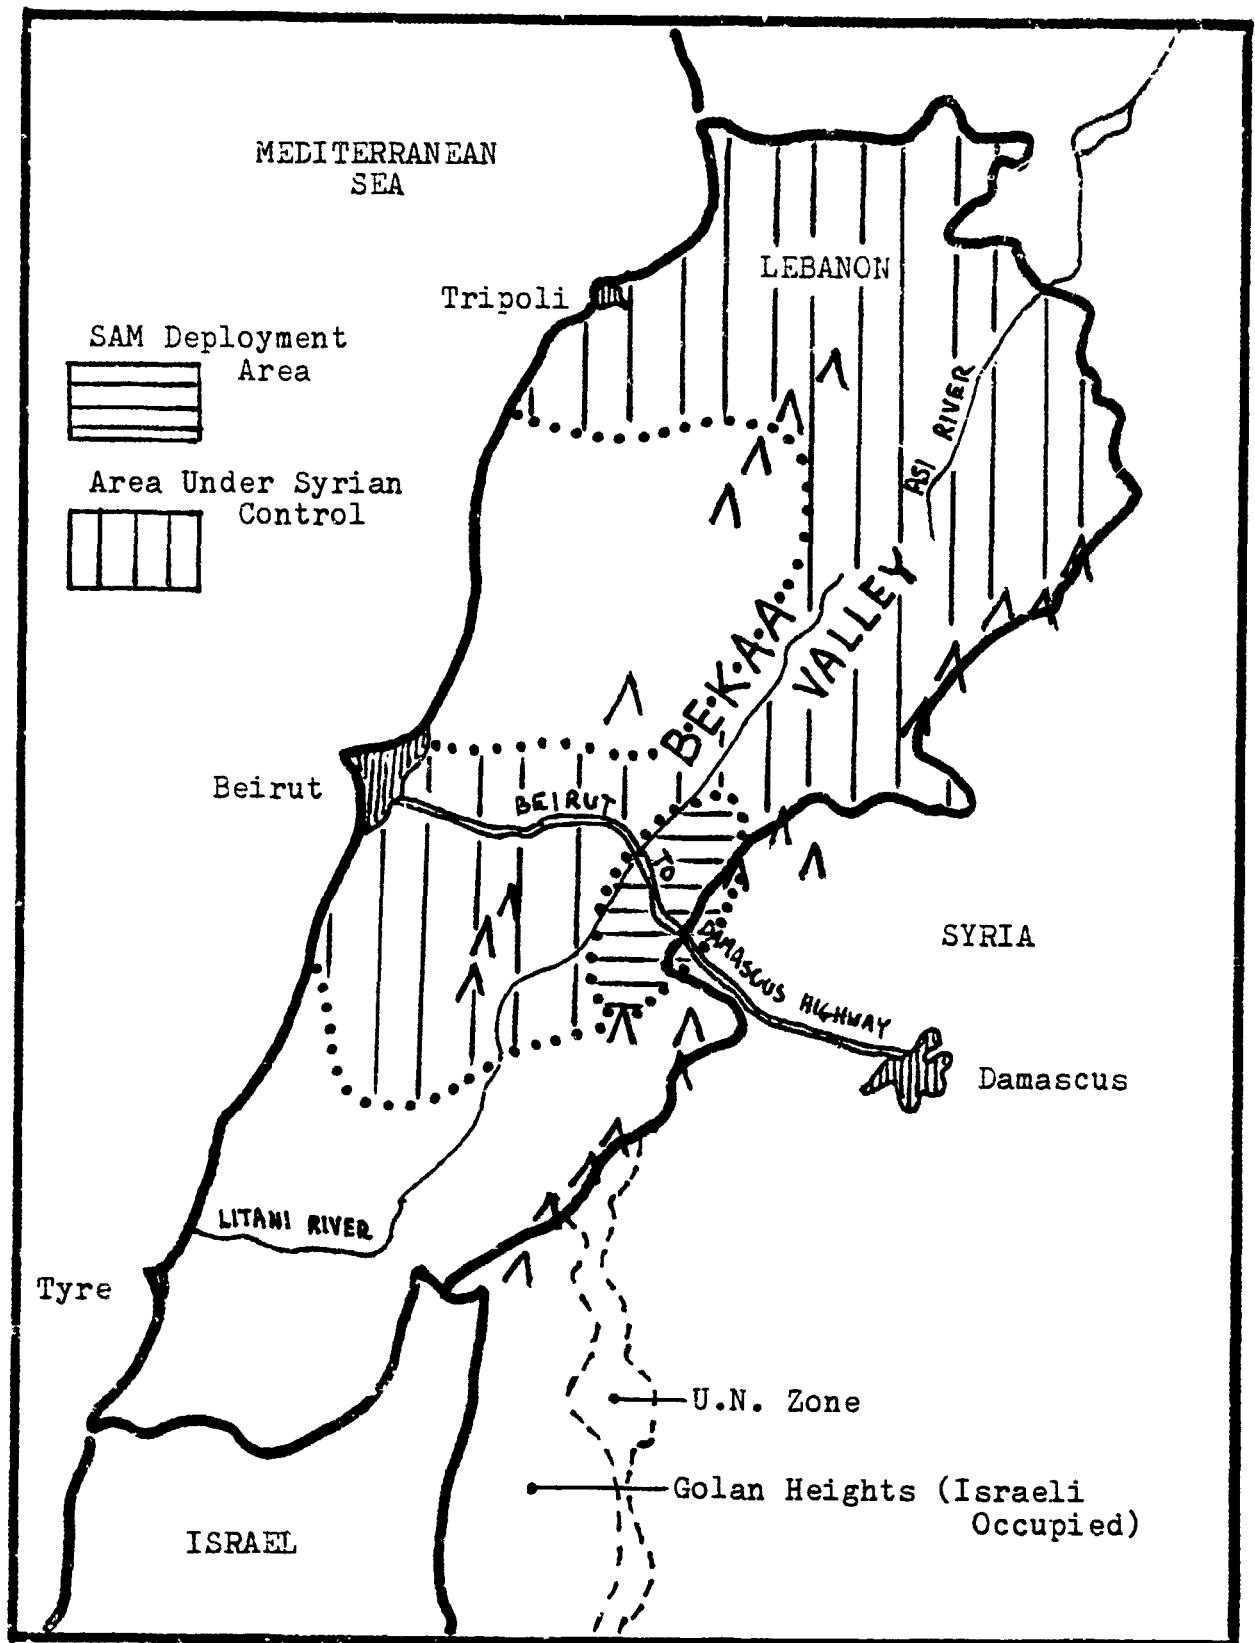 MEDITERRANEAN
SEA
LEBANON
Tripoli
SAM Deployment
Area
ASI RIVER
Area Under Syrian
Control
BEKAA
VALLEY
Beirut
BEIRUT
TO
DAMASCUS HIGHWAY
SYRIA
Damascus
LITANI RIVER
Tyre
U.N. Zone
Golan Heights (Israeli
Occupied)
ISRAEL